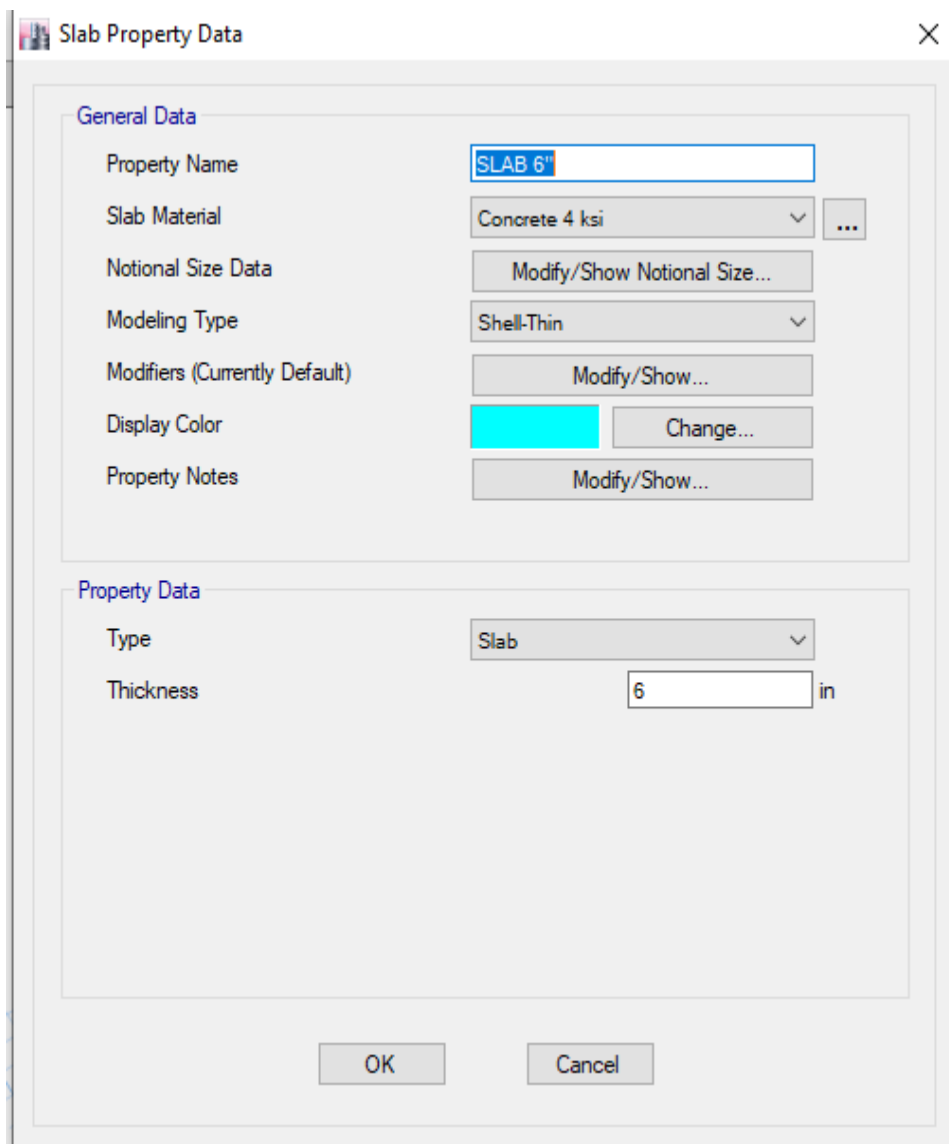 Slab Property Data
General Data
Property Name SLAB 6"
Slab Material Concrete 4 ksi ...
Notional Size Data Modify/Show Notional Size...
Modeling Type Shell-Thin
Modifiers (Currently Default) Modify/Show...
Display Color Change...
Property Notes Modify/Show...
Property Data
Type Slab
Thickness 6 in
OK Cancel